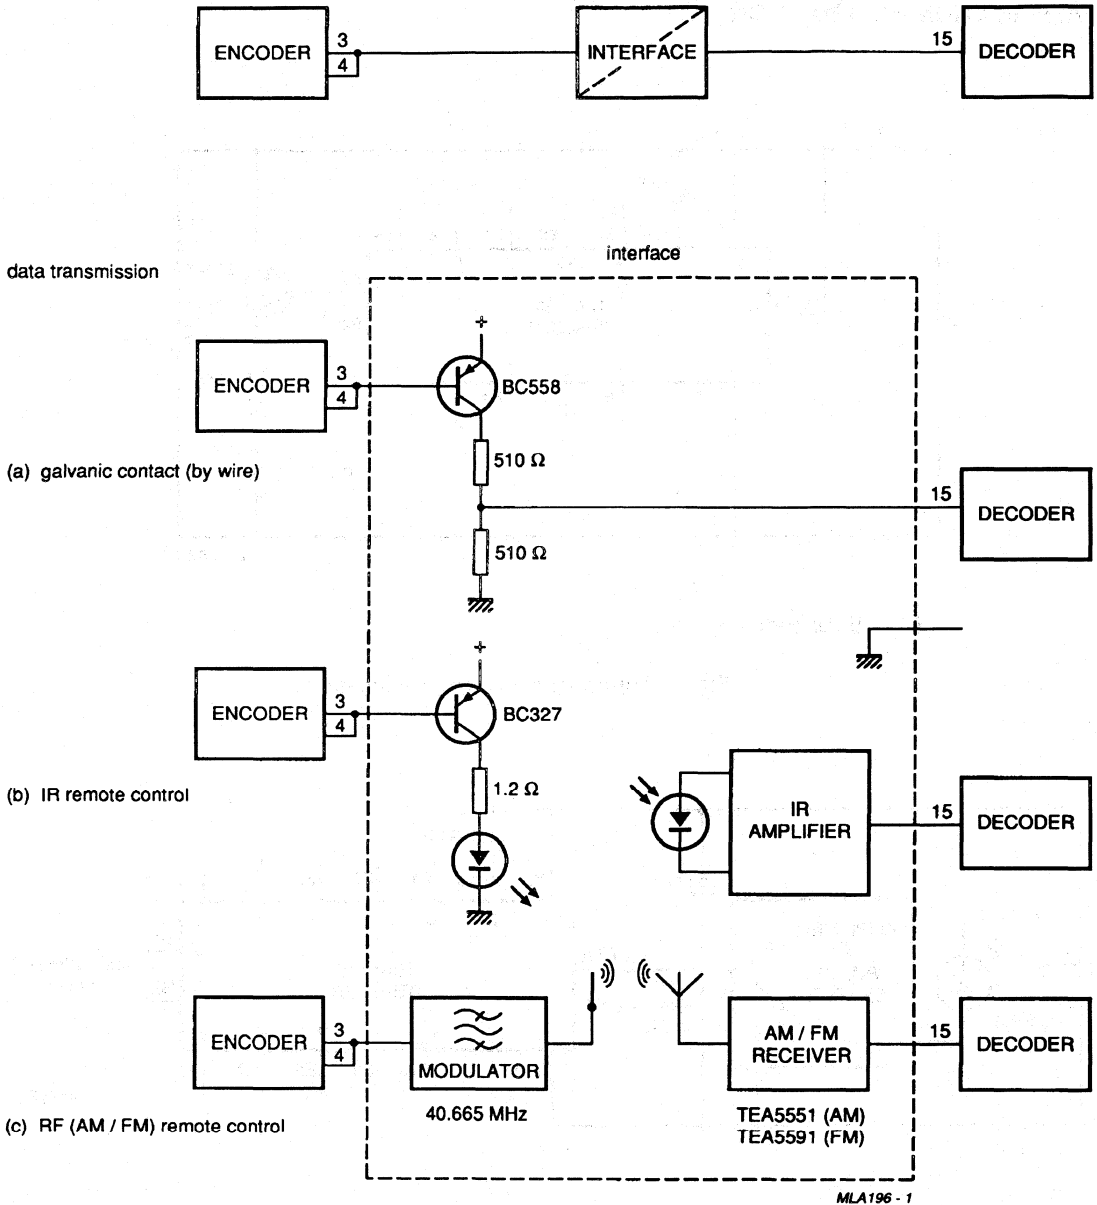 ENCODER
3
4
INTERFACE
15
DECODER
interface
data transmission
+
ENCODER
3
4
BC558
510 Ω
(a) galvanic contact (by wire)
15
DECODER
510 Ω
+
ENCODER
3
4
BC327
(b) IR remote control
1.2 Ω
IR
AMPLIFIER
15
DECODER
ENCODER
3
4
MODULATOR
40.665 MHz
AM / FM
RECEIVER
TEA5551 (AM)
TEA5591 (FM)
15
DECODER
(c) RF (AM / FM) remote control
MLA196 - 1